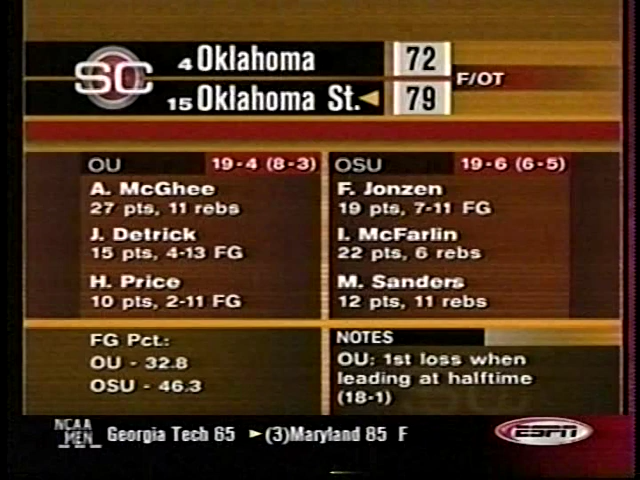 SC
4 Oklahoma 72
15 Oklahoma St. 79
F/OT
OU 19-4 (8-3)
A. McGhee
27 pts, 11 rebs
J. Detrick
15 pts, 4-13 FG
H. Price
10 pts, 2-11 FG
OSU 19-6 (6-5)
F. Jonzen
19 pts, 7-11 FG
I. McFarlin
22 pts, 6 rebs
M. Sanders
12 pts, 11 rebs
FG Pct.:
OU - 32.8
OSU - 46.3
NOTES
OU: 1st loss when
leading at halftime
(18-1)
NCAA
MEN
Georgia Tech 65 (3)Maryland 85 F
ESPN